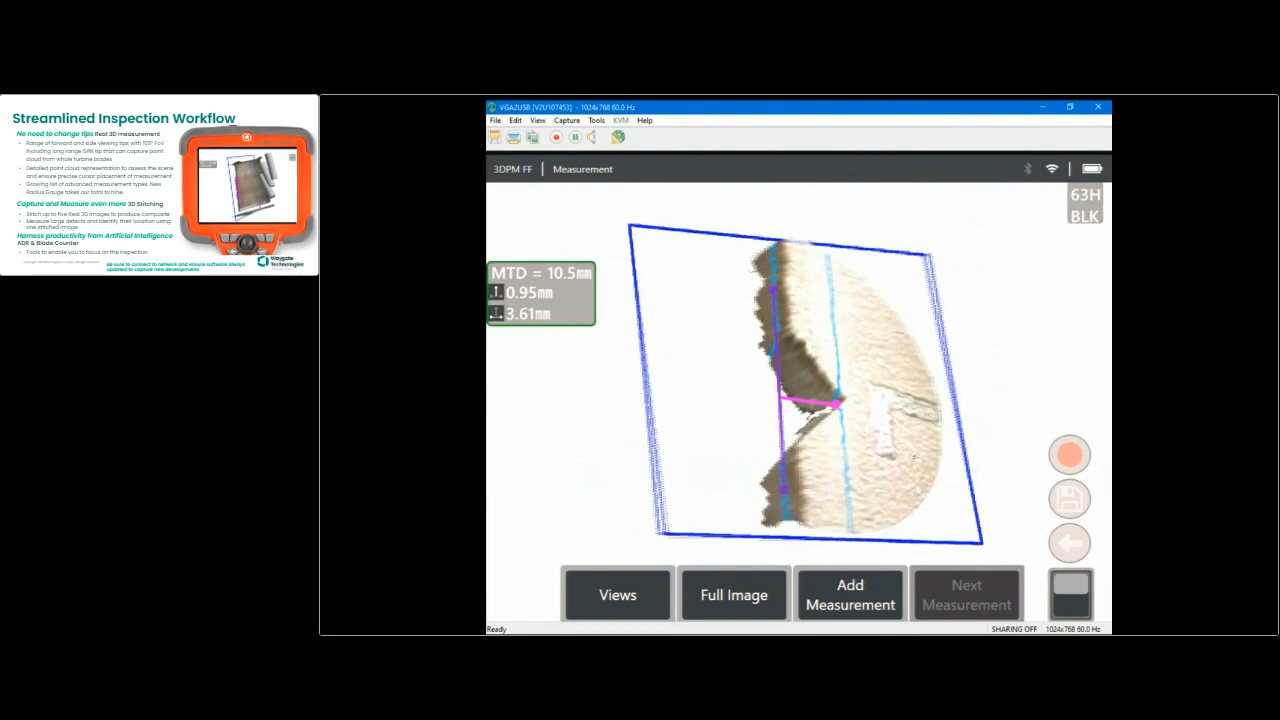 Streamlined Inspection Workflow
No need to change tips Real 3D measurement
• Range of forward and side viewing tips with 105° FoV
including long range GRN tip that can capture point
cloud from whole turbine blades
• Detailed point cloud representation to assess the scene
and ensure precise cursor placement of measurement
• Growing list of advanced measurement types. New
Radius Gauge takes our total to nine.
Capture and Measure even more 3D Stitching
• Stitch up to five Real 3D images to produce composite
• Measure large defects and identify their location using
one stitched image
Harness productivity from Artificial Intelligence
ADR & Blade Counter
• Tools to enable you to focus on the inspection
Be sure to connect to network and ensure software always
updated to capture new developments
Waygate
Technologies
VGA2USB [V2U107453] - 1024x768 60.0 Hz
File Edit View Capture Tools KVM Help
3DPM FF | Measurement
63H
BLK
MTD = 10.5mm
0.95mm
3.61mm
Views
Full Image
Add
Measurement
Next
Measurement
Ready
SHARING OFF 1024x768 60.0 Hz